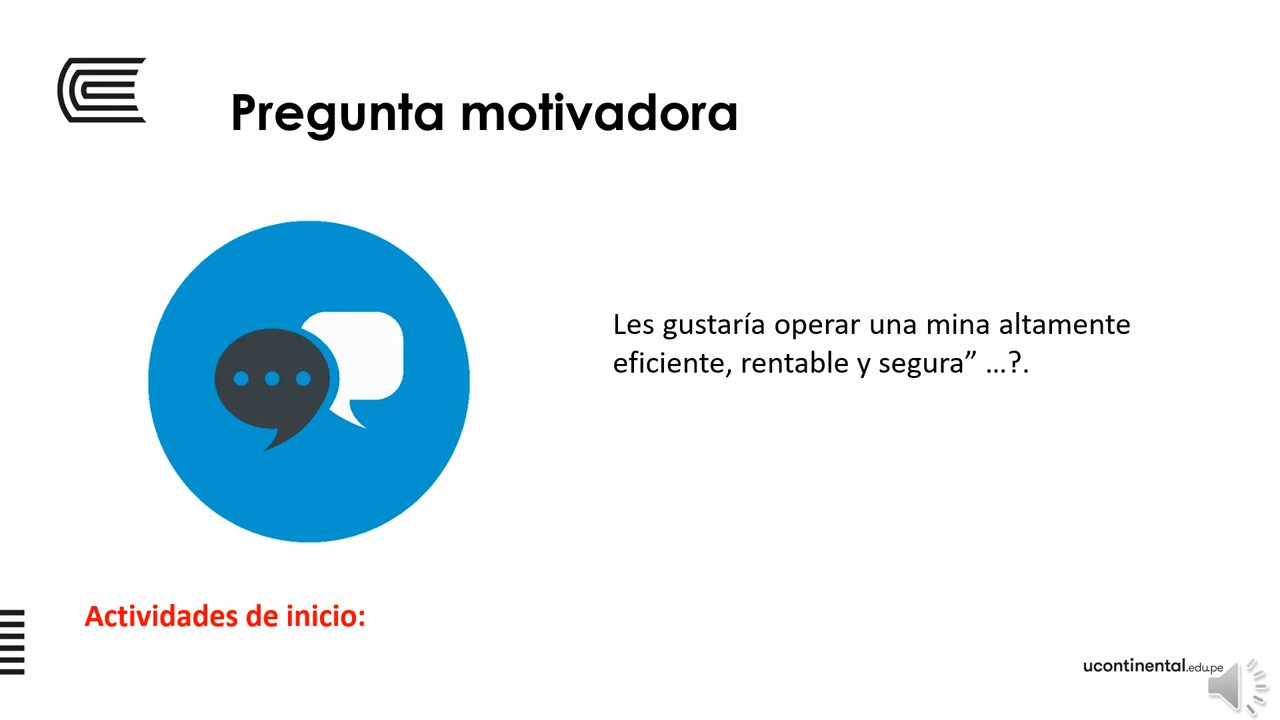 Pregunta motivadora
Les gustaría operar una mina altamente
eficiente, rentable y segura” ...?.
Actividades de inicio:
ucontinental.edu.pe